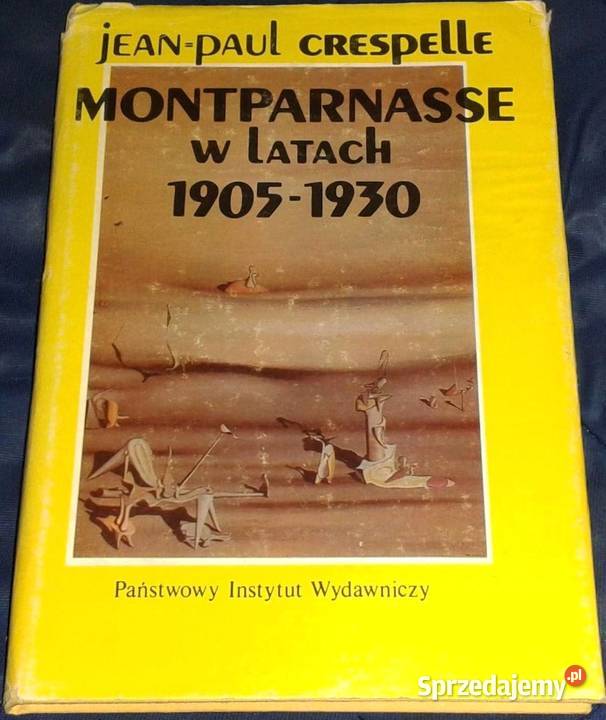 jEAN=PAUL CRESPELLE
MONTPARNASSE
W LATACH
1905-1930
Państwowy Instytut Wydawniczy
Sprzedajemy.pl